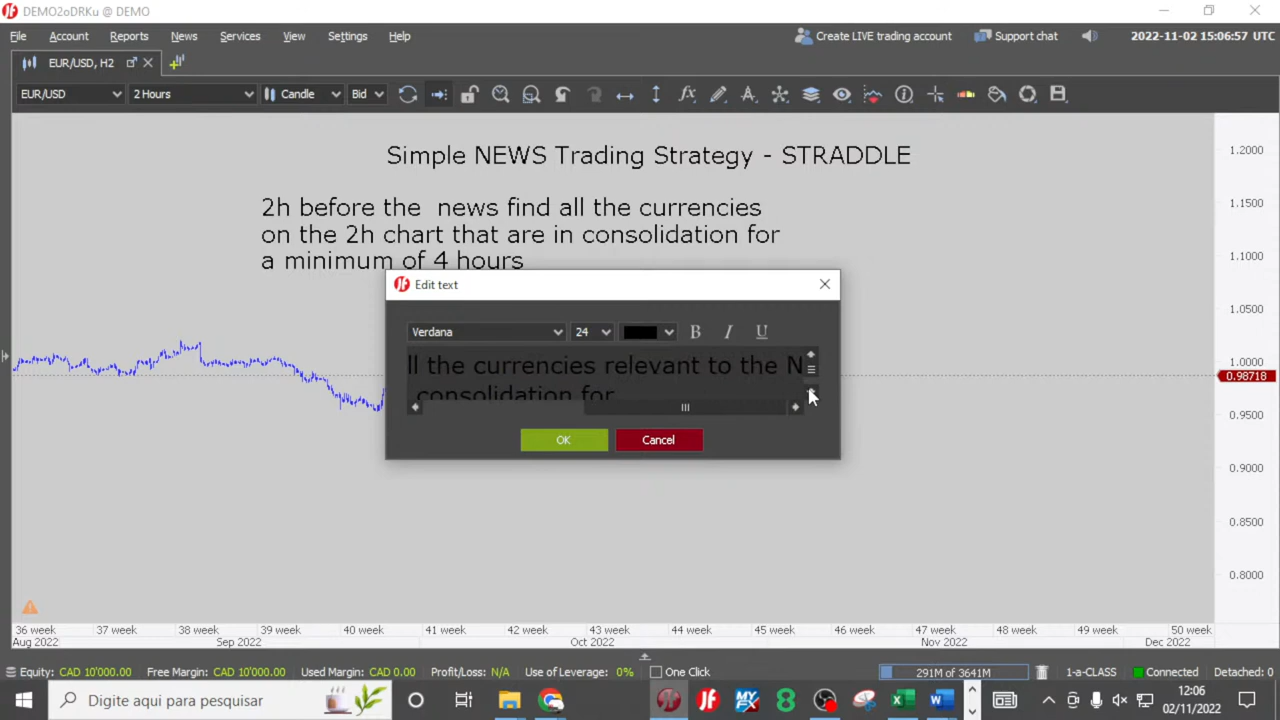 DEMO2oDRKu @ DEMO
File Account Reports News Services View Settings Help Create LIVE trading account Support chat 2022-11-02 15:06:57 UTC
EUR/USD, H2
EUR/USD 2 Hours Candle Bid
Simple NEWS Trading Strategy - STRADDLE
2h before the news find all the currencies
on the 2h chart that are in consolidation for
a minimum of 4 hours
Edit text
Verdana 24 B I U
ll the currencies relevant to the N
consolidation for
OK Cancel
1.2000
1.1500
1.1000
1.0500
1.0000
0.98718
0.9500
0.9000
0.8500
0.8000
36 week 37 week 38 week 39 week 40 week 41 week 42 week 43 week 44 week 45 week 46 week 47 week 48 week 49 week 50 week
Aug 2022 Sep 2022 Oct 2022 Nov 2022 Dec 2022
Equity: CAD 10'000.00 Free Margin: CAD 10'000.00 Used Margin: CAD 0.00 Profit/Loss: N/A Use of Leverage: 0% One Click 291M of 3641M 1-a-CLASS Connected Detached: 0
Digite aqui para pesquisar 12:06
02/11/2022